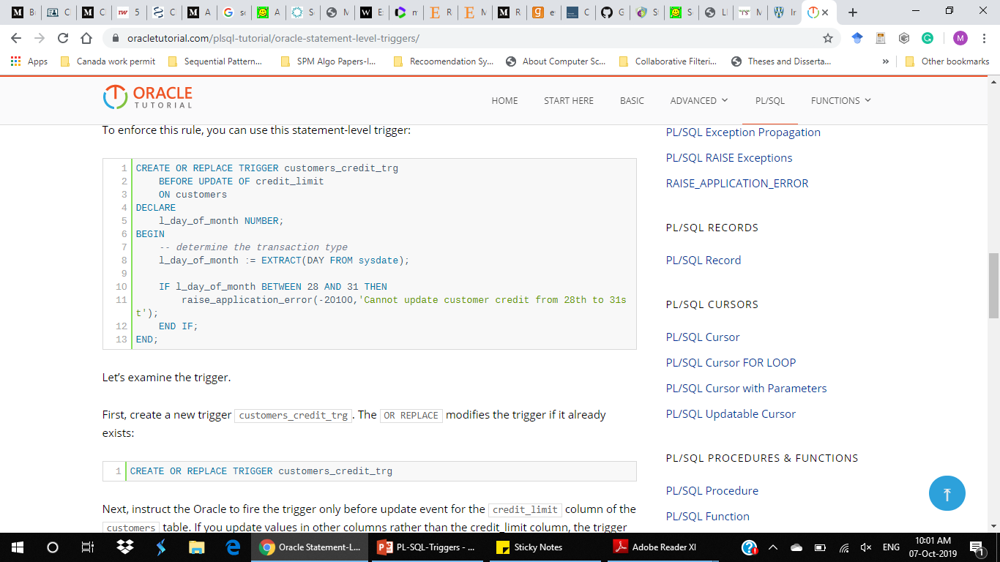 B
C
C
5
C
A
se
A
S
M
E
m
R
E
R
e
C
G
S
S
L
M
In
oracletutorial.com/plsql-tutorial/oracle-statement-level-triggers/
M
Apps
Canada work permit
Sequential Pattern...
SPM Algo Papers-I...
Recoomendation Sy...
About Computer Sc...
Collaborative Filteri...
Theses and Disserta...
»
Other bookmarks
ORACLE
TUTORIAL
HOME
START HERE
BASIC
ADVANCED
PL/SQL
FUNCTIONS
To enforce this rule, you can use this statement-level trigger:
1 CREATE OR REPLACE TRIGGER customers_credit_trg
2 BEFORE UPDATE OF credit_limit
3 ON customers
4 DECLARE
5 l_day_of_month NUMBER;
6 BEGIN
7 -- determine the transaction type
8 l_day_of_month := EXTRACT(DAY FROM sysdate);
9
10 IF l_day_of_month BETWEEN 28 AND 31 THEN
11 raise_application_error(-20100,'Cannot update customer credit from 28th to 31s
t');
12 END IF;
13 END;
Let's examine the trigger.
First, create a new trigger customers_credit_trg . The OR REPLACE modifies the trigger if it already
exists:
1 CREATE OR REPLACE TRIGGER customers_credit_trg
Next, instruct the Oracle to fire the trigger only before update event for the credit_limit column of the
customers table. If you update values in other columns rather than the credit_limit column, the trigger
PL/SQL Exception Propagation
PL/SQL RAISE Exceptions
RAISE_APPLICATION_ERROR
PL/SQL RECORDS
PL/SQL Record
PL/SQL CURSORS
PL/SQL Cursor
PL/SQL Cursor FOR LOOP
PL/SQL Cursor with Parameters
PL/SQL Updatable Cursor
PL/SQL PROCEDURES & FUNCTIONS
PL/SQL Procedure
PL/SQL Function
Oracle Statement-L...
PL-SQL-Triggers - ...
Sticky Notes
Adobe Reader XI
ENG
10:01 AM
07-Oct-2019
1